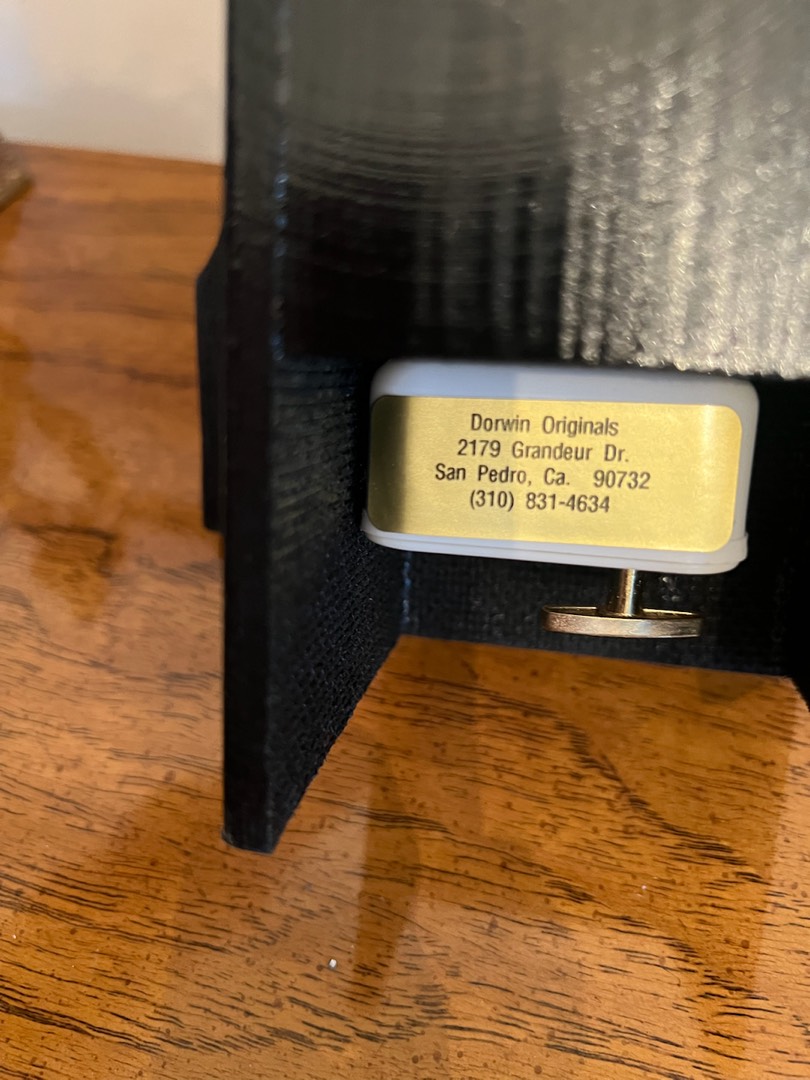 Dorwin Originals
2179 Grandeur Dr.
San Pedro, Ca. 90732
(310) 831-4634